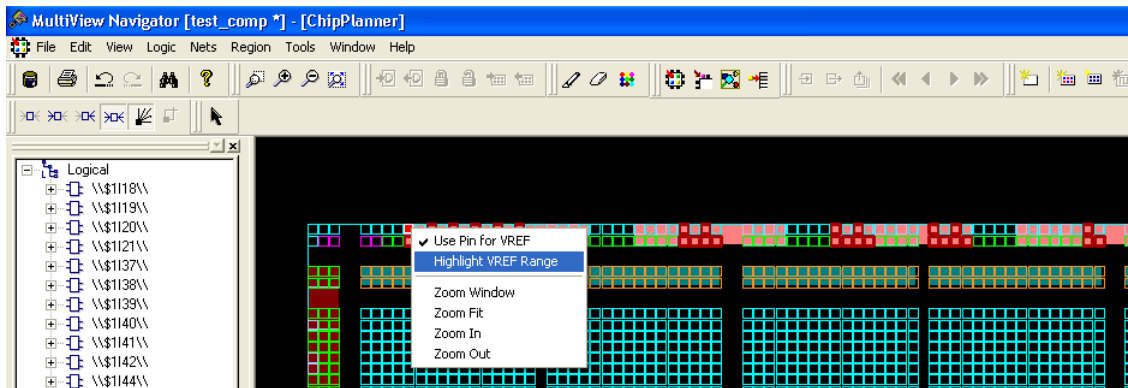 MultiView Navigator [test_comp *] - [ChipPlanner]
File Edit View Logic Nets Region Tools Window Help
Logical
\\$1I18\\
\\$1I19\\
\\$1I20\\
\\$1I21\\
\\$1I37\\
\\$1I38\\
\\$1I39\\
\\$1I40\\
\\$1I41\\
\\$1I42\\
\\$1I44\\
Use Pin for VREF
Highlight VREF Range
Zoom Window
Zoom Fit
Zoom In
Zoom Out